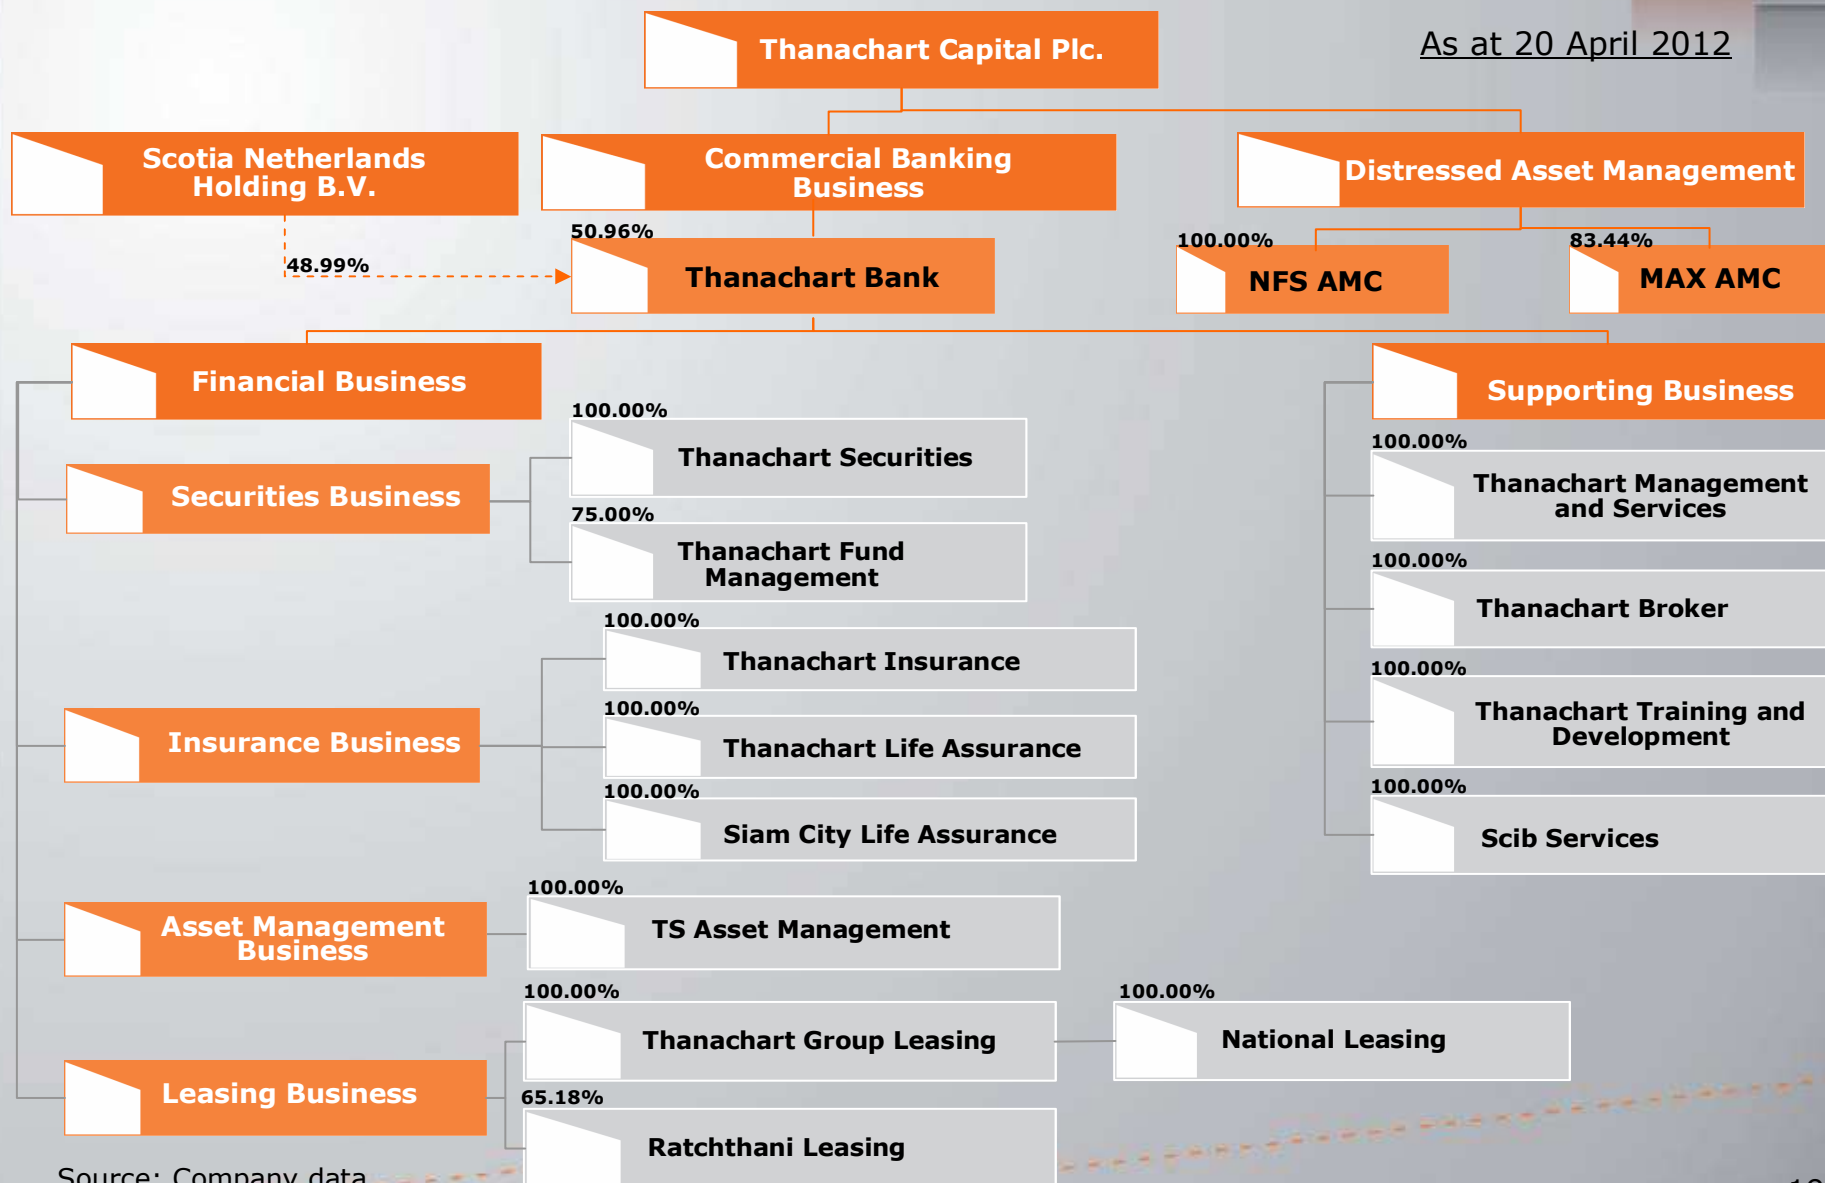 Thanachart Capital Plc.
As at 20 April 2012
Scotia Netherlands
Holding B.V.
Commercial Banking
Business
Distressed Asset Management
48.99%
50.96%
Thanachart Bank
100.00%
NFS AMC
83.44%
MAX AMC
Financial Business
Supporting Business
Securities Business
100.00%
Thanachart Securities
75.00%
Thanachart Fund
Management
Insurance Business
100.00%
Thanachart Insurance
100.00%
Thanachart Life Assurance
100.00%
Siam City Life Assurance
Asset Management
Business
100.00%
TS Asset Management
Leasing Business
100.00%
Thanachart Group Leasing
100.00%
National Leasing
65.18%
Ratchthani Leasing
100.00%
Thanachart Management
and Services
100.00%
Thanachart Broker
100.00%
Thanachart Training and
Development
100.00%
Scib Services
Source: Company data